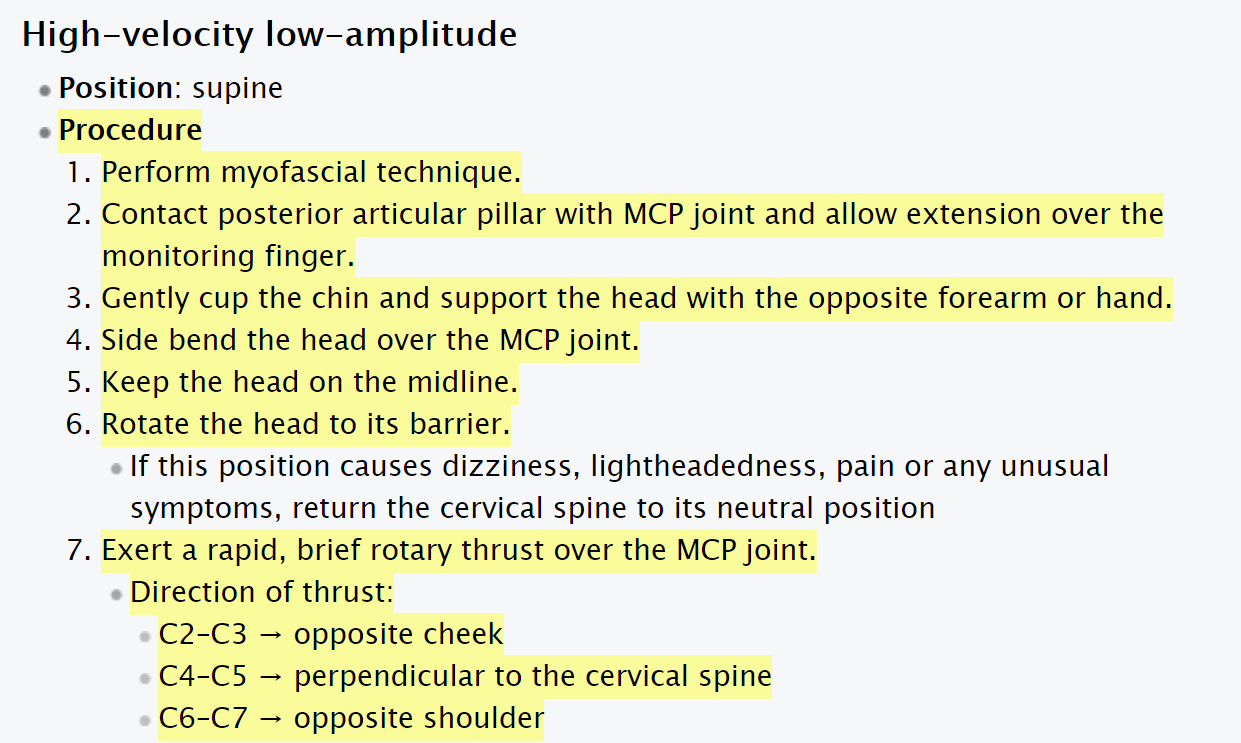 High-velocity low-amplitude
Position: supine
Procedure
1. Perform myofascial technique.
2. Contact posterior articular pillar with MCP joint and allow extension over the
monitoring finger.
3. Gently cup the chin and support the head with the opposite forearm or hand.
4. Side bend the head over the MCP joint.
5. Keep the head on the midline.
6. Rotate the head to its barrier.
If this position causes dizziness, lightheadedness, pain or any unusual
symptoms, return the cervical spine to its neutral position
7. Exert a rapid, brief rotary thrust over the MCP joint.
Direction of thrust:
C2–C3 → opposite cheek
C4–C5 → perpendicular to the cervical spine
C6–C7 → opposite shoulder